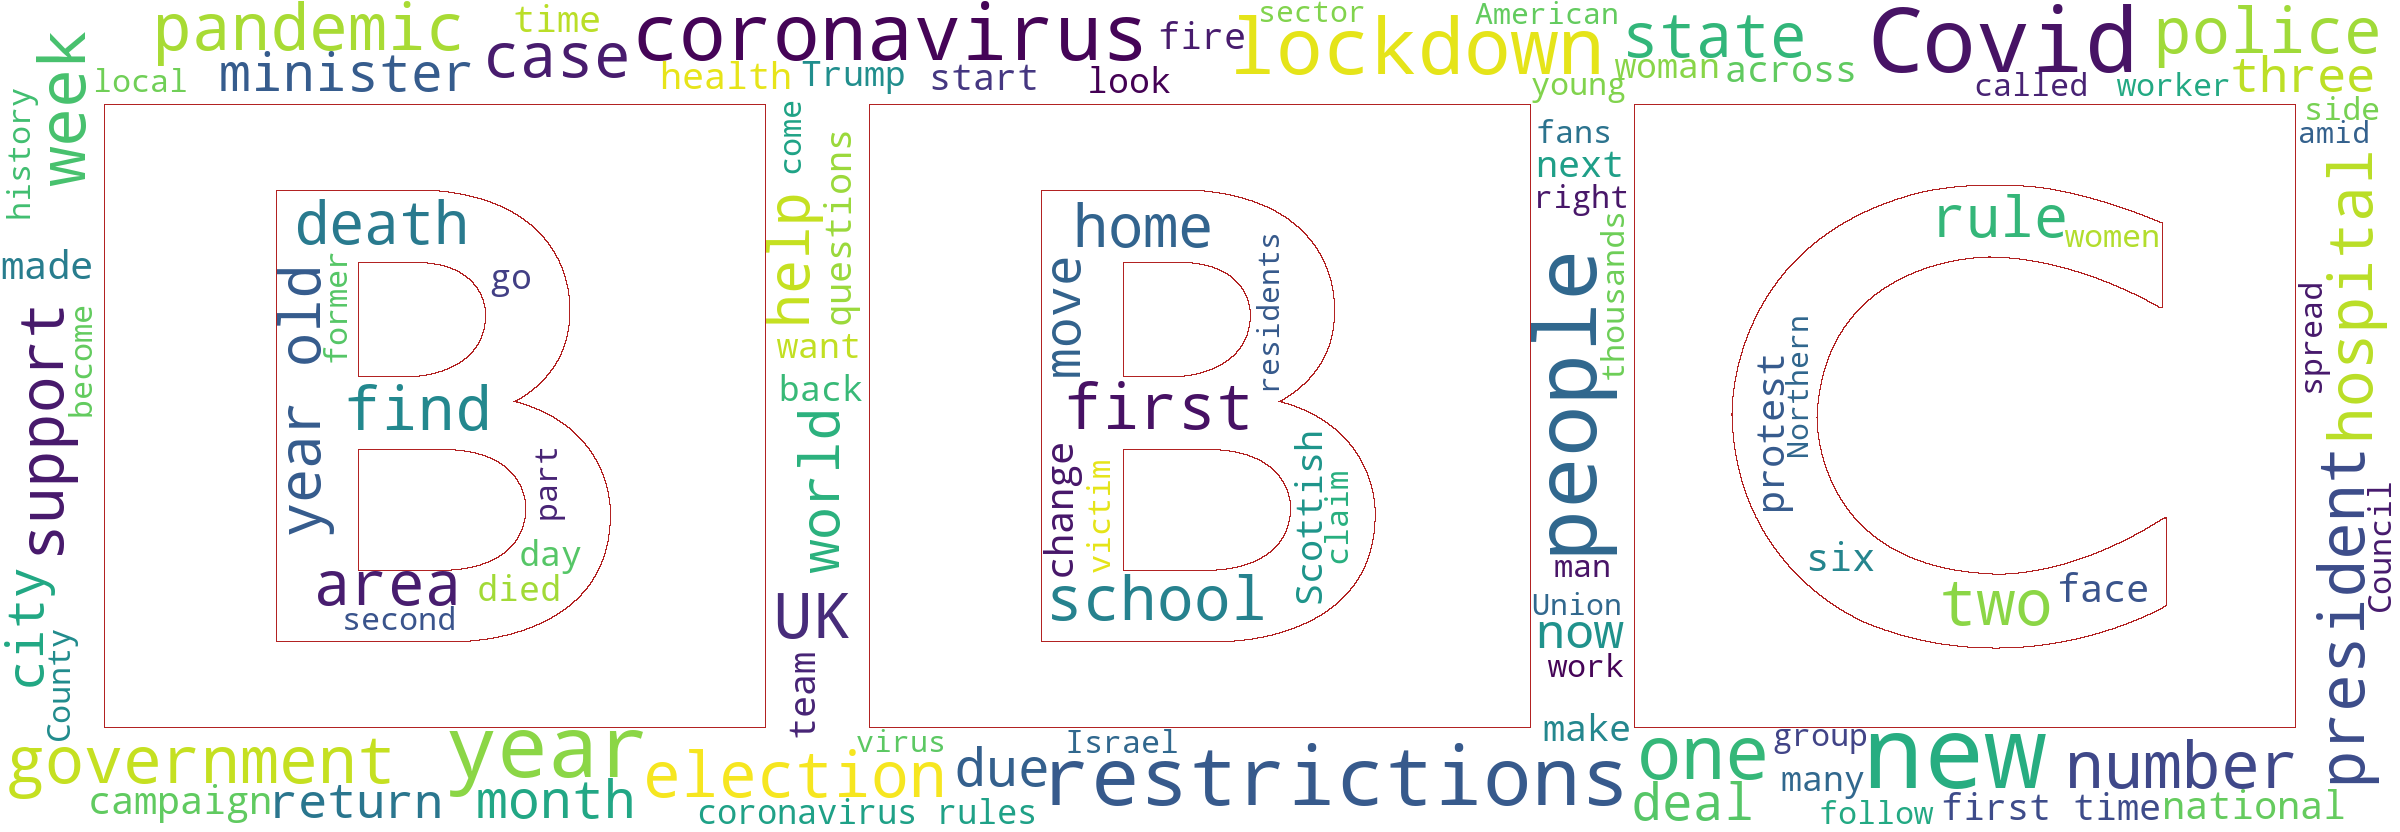 pandemic
time
coronavirus
fire
sector
lockdown
American
state
Covid
police
minister
case
health
Trump
start
look
young
woman
across
called
worker
three
local
week
history
made
support
become
city
County
B
death
year old
former
go
find
part
day
area
died
second
come
questions
help
want
back
world
UK
team
B
home
move
residents
first
change
victim
Scottish
claim
school
fans
next
right
people
thousands
man
Union
now
work
make
C
rule
women
protest
Northern
six
two
face
side
amid
hospital
spread
president
Council
government
year
election
virus
due
Israel
restrictions
one
group
new
number
campaign
return
month
coronavirus rules
deal
many
follow
first time
national